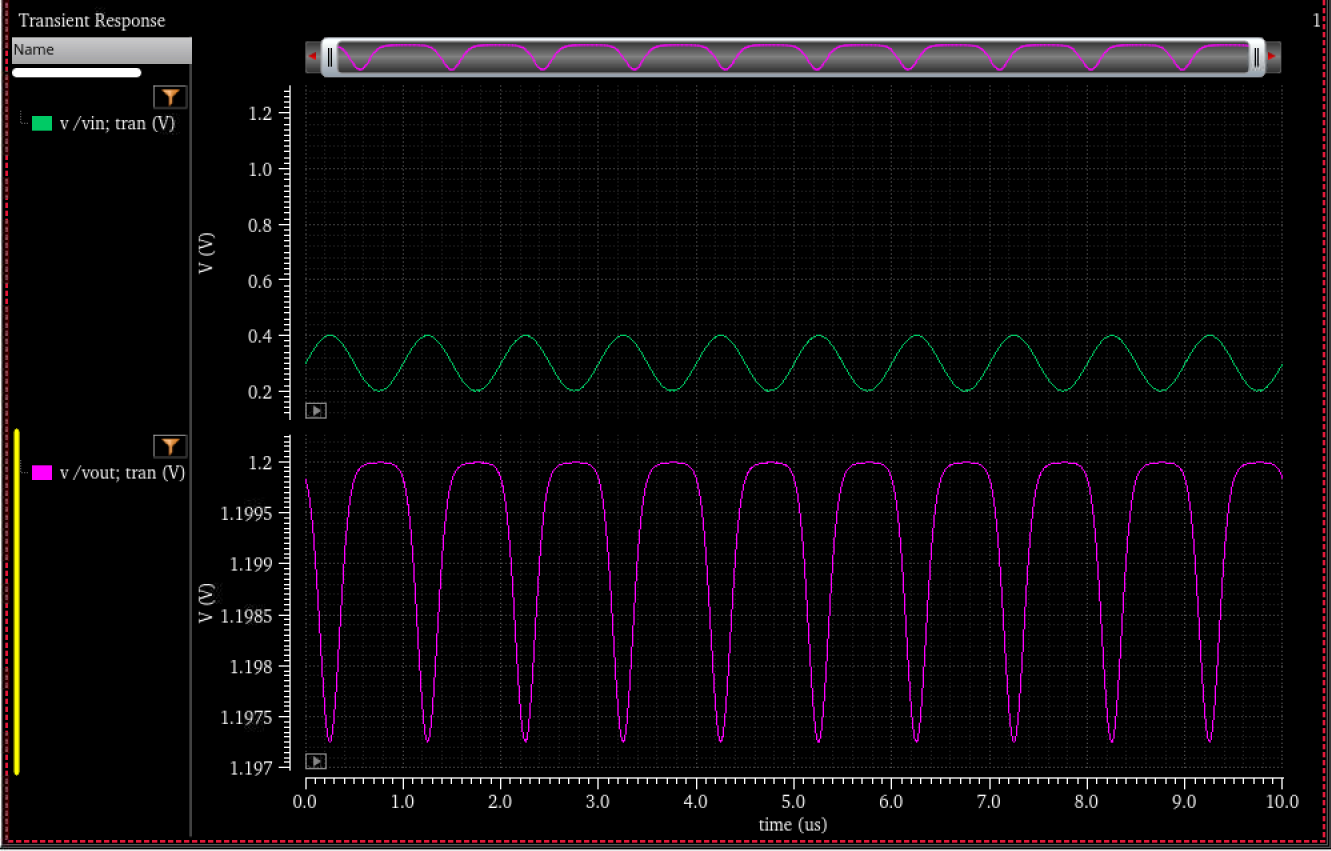 Transient Response
1
Name
v /vin; tran (V)
V (V)
1.2
1.0
0.8
0.6
0.4
0.2
v /vout; tran (V)
V (V)
1.2
1.1995
1.199
1.1985
1.198
1.1975
1.197
0.0 1.0 2.0 3.0 4.0 5.0 6.0 7.0 8.0 9.0 10.0
time (us)